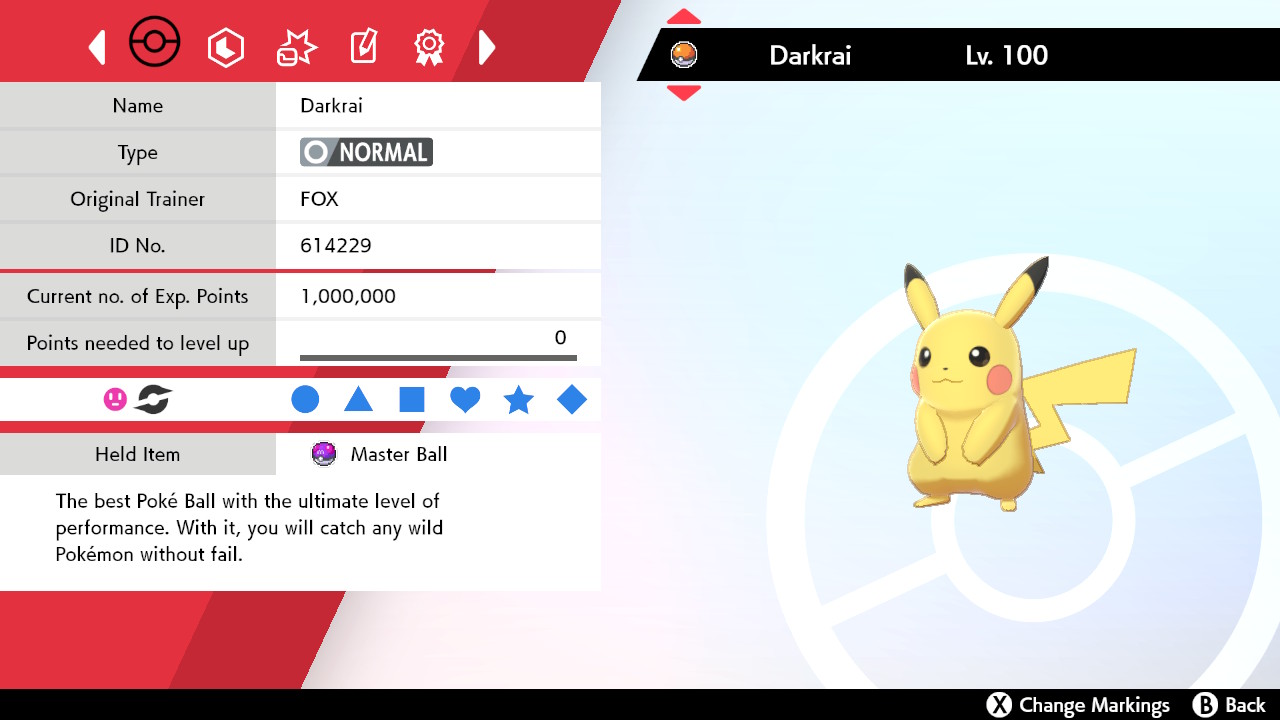 Darkrai Lv. 100
Name Darkrai
Type NORMAL
Original Trainer FOX
ID No. 614229
Current no. of Exp. Points 1,000,000
Points needed to level up 0
Held Item Master Ball
The best Poké Ball with the ultimate level of
performance. With it, you will catch any wild
Pokémon without fail.
X Change Markings B Back